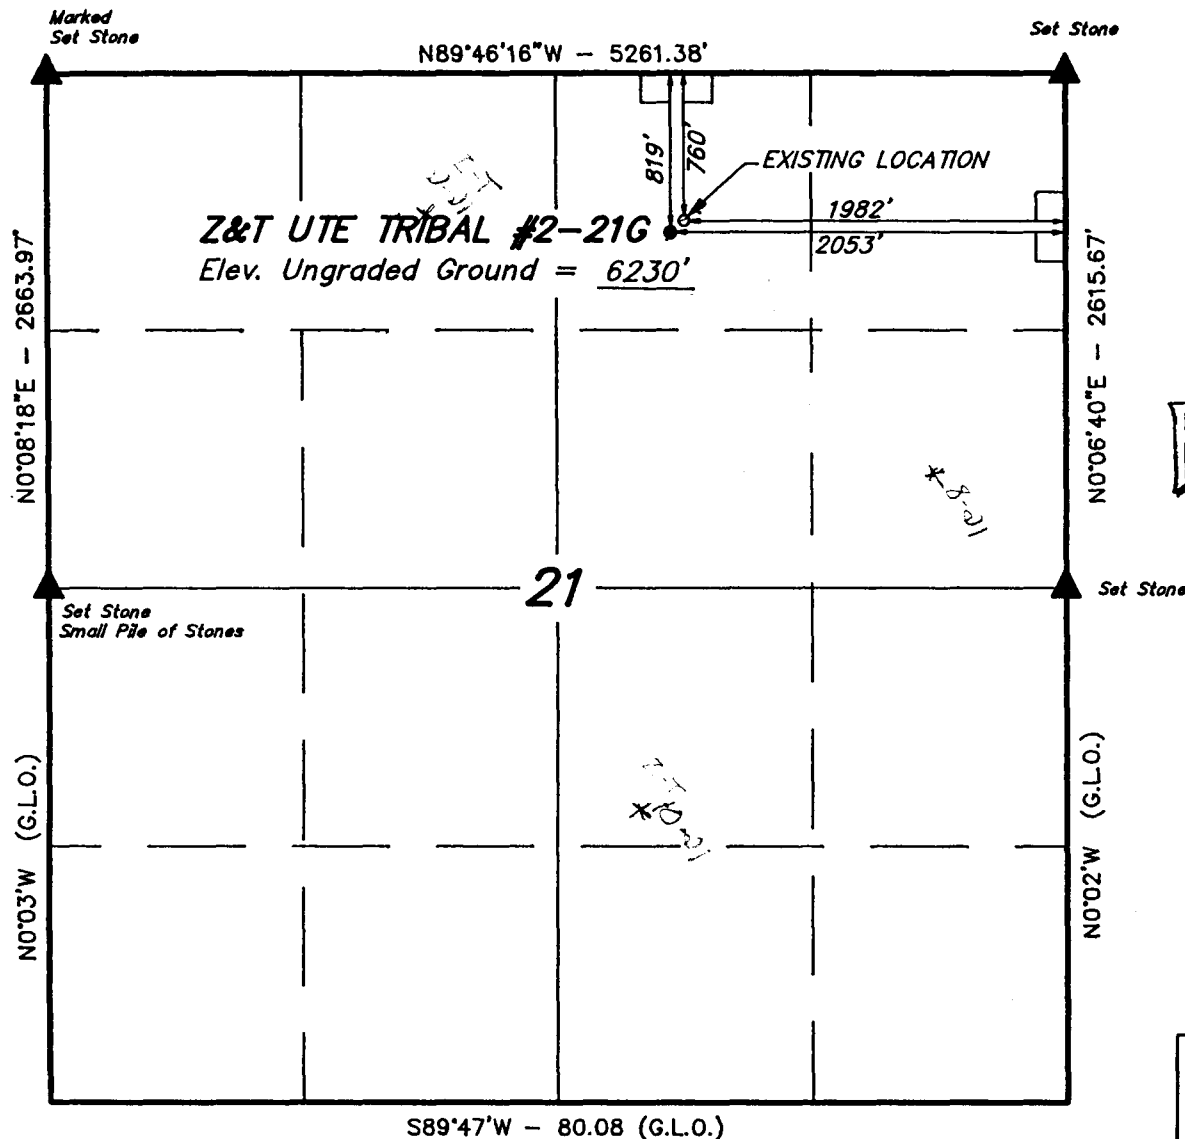 Marked
Set Stone
Set Stone
N89°46'16"W – 5261.38'
819'
760'
EXISTING LOCATION
1982'
2053'
Z&T UTE TRIBAL #2-21G
Elev. Ungraded Ground = 6230'
N0°08'18"E – 2663.97'
N0°06'40"E – 2615.67'
*8-21
21
Set Stone
Small Pile of Stones
Set Stone
N0°03'W (G.L.O.)
N0°02'W (G.L.O.)
S89°47'W – 80.08 (G.L.O.)